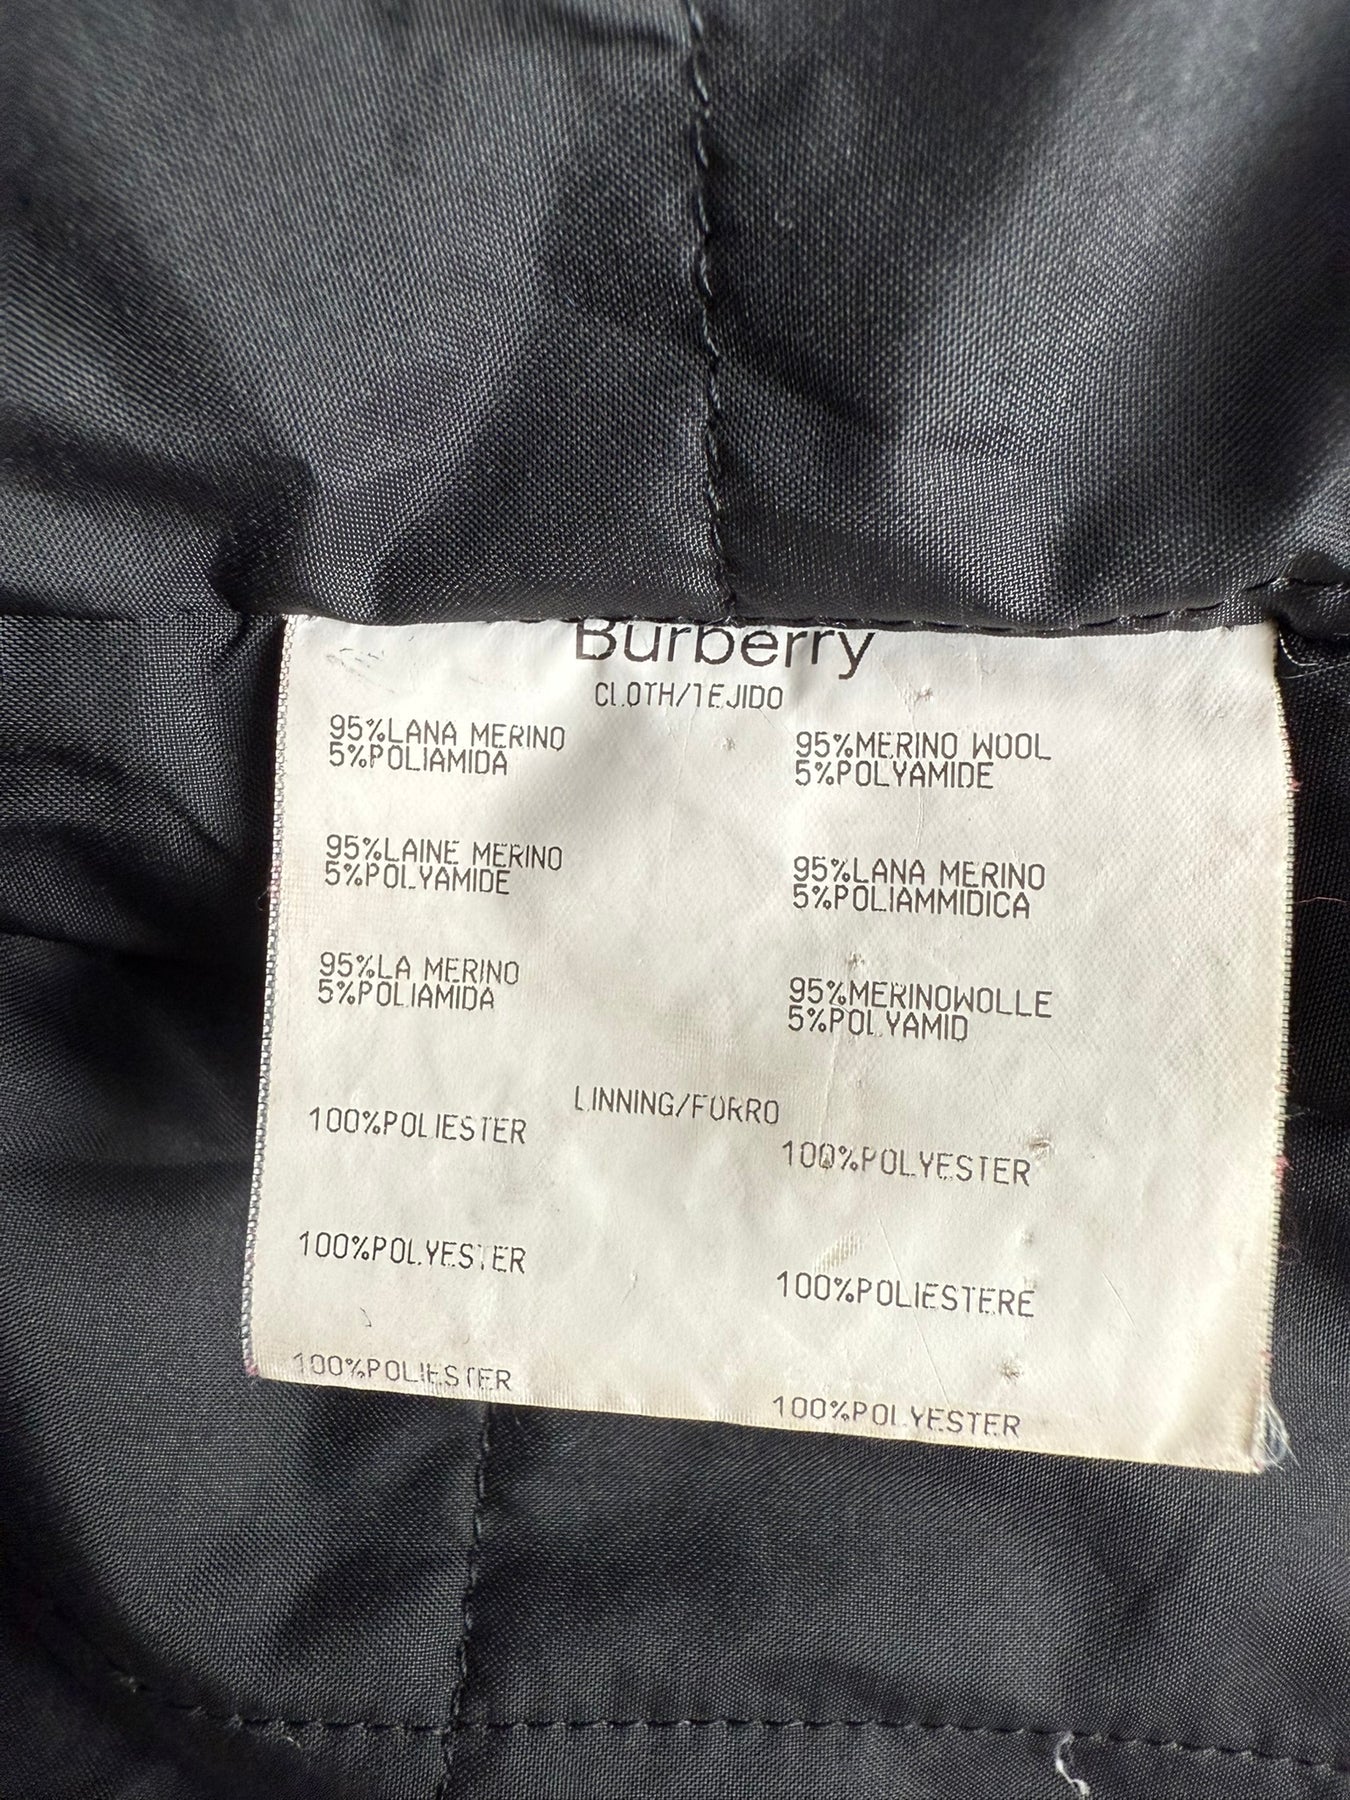 Burberry
CLOTH/TEJIDO
95%LANA MERINO
5%POLIAMIDA
95%MERINO WOOL
5%POLYAMIDE
95%LAINE MERINO
5%POLYAMIDE
95%LANA MERINO
5%POLIAMMIDICA
95%LA MERINO
5%POLIAMIDA
95%MERINOWOLLE
5%POLYAMID
LINNING/FORRO
100%POLIESTER
100%POLYESTER
100%POLYESTER
100%POLIESTERE
100%POLIESTER
100%POLYESTER